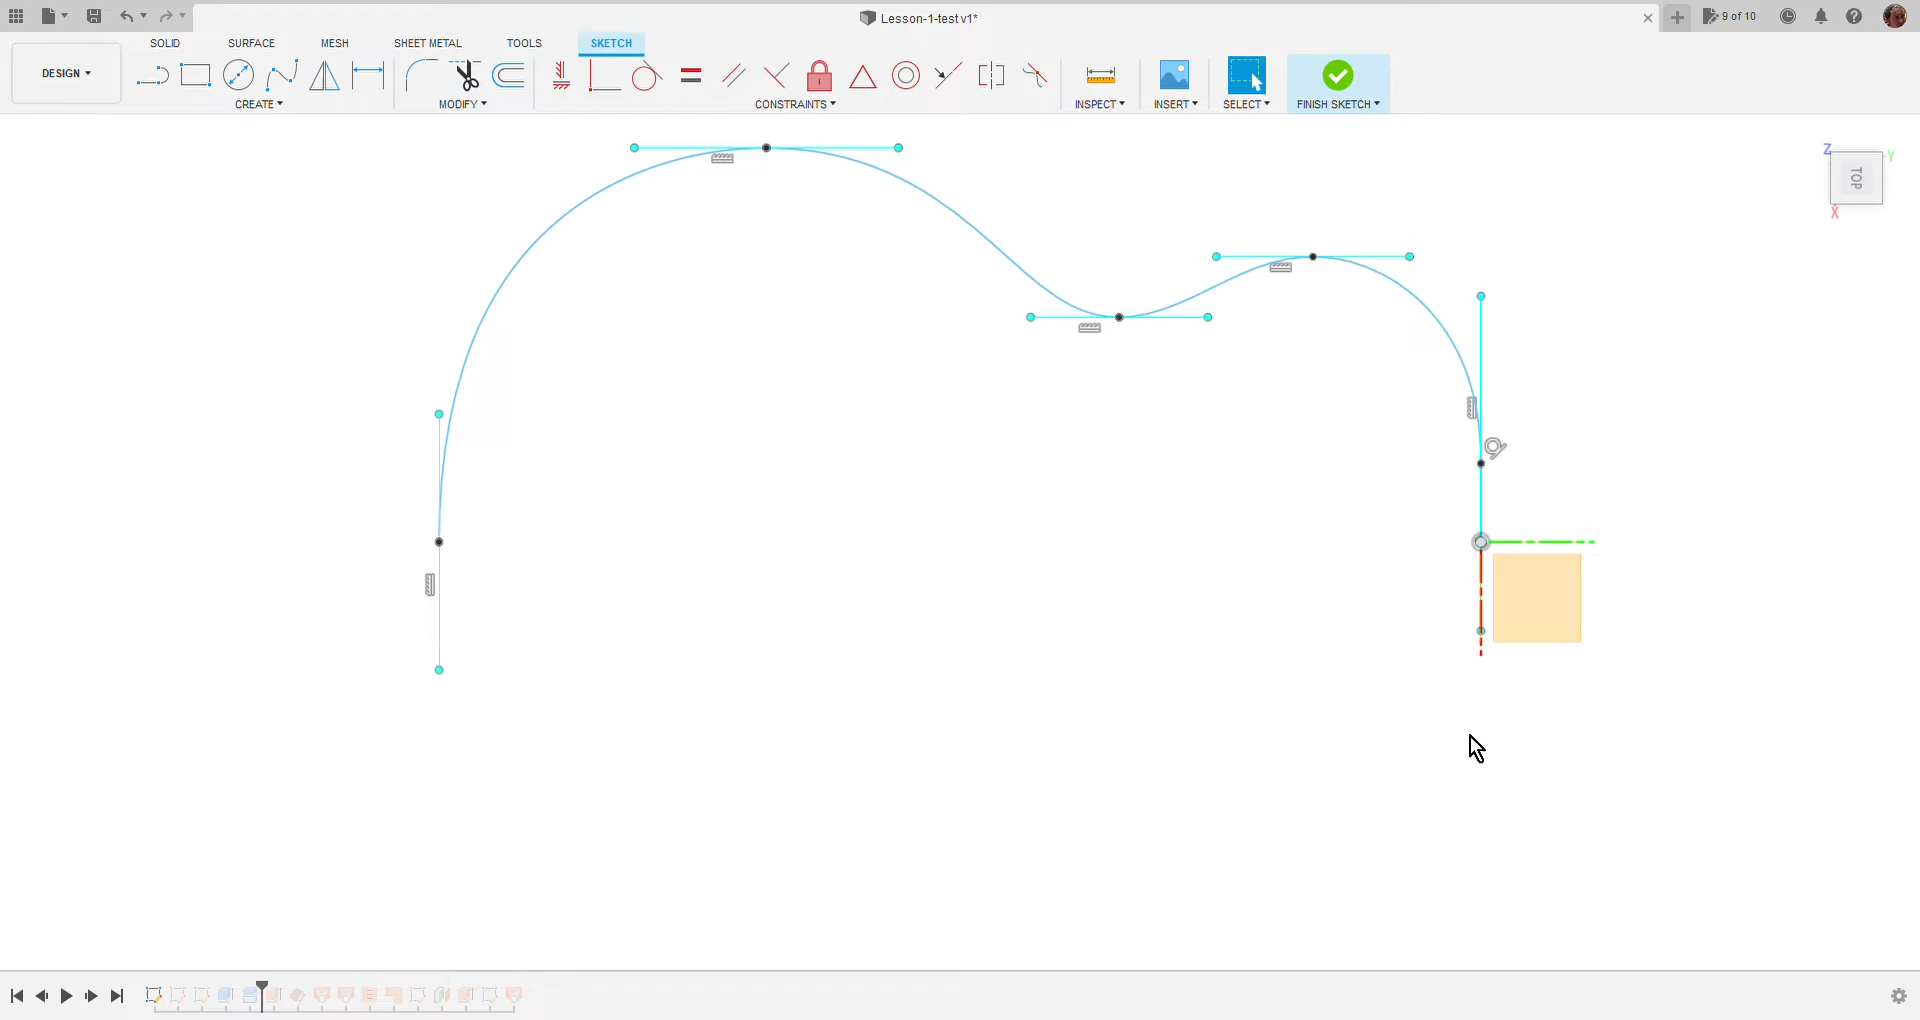 Lesson-1-test v1*
9 of 10
SOLID SURFACE MESH SHEET METAL TOOLS SKETCH
DESIGN
CREATE MODIFY CONSTRAINTS INSPECT INSERT SELECT FINISH SKETCH
Z
Y
TOP
X